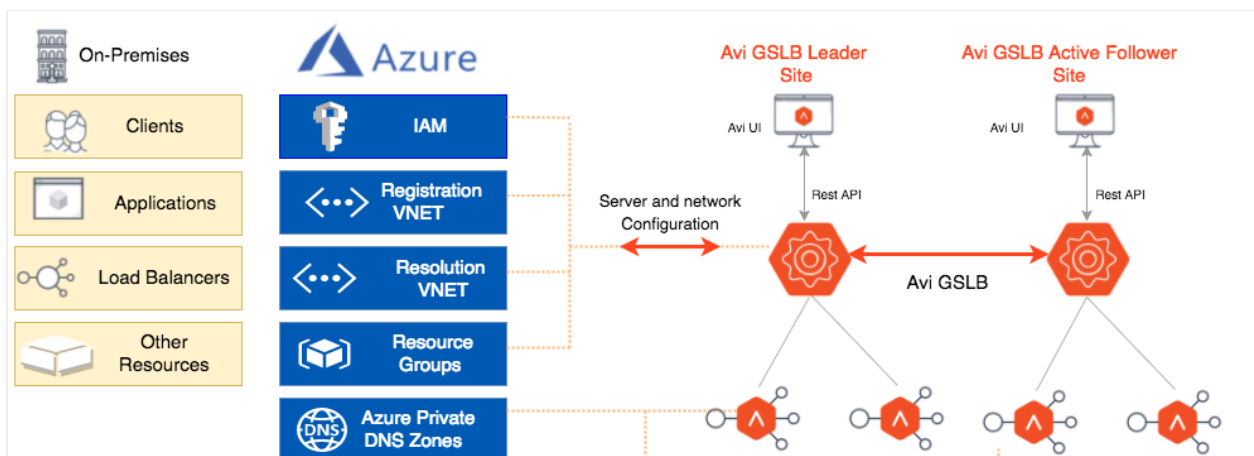 On-Premises
Clients
Applications
Load Balancers
Other
Resources
Azure
IAM
Registration
VNET
Resolution
VNET
Resource
Groups
DNS
Azure Private
DNS Zones
Server and network
Configuration
Avi GSLB Leader
Site
Avi UI
Rest API
Avi GSLB
Avi GSLB Active Follower
Site
Avi UI
Rest API